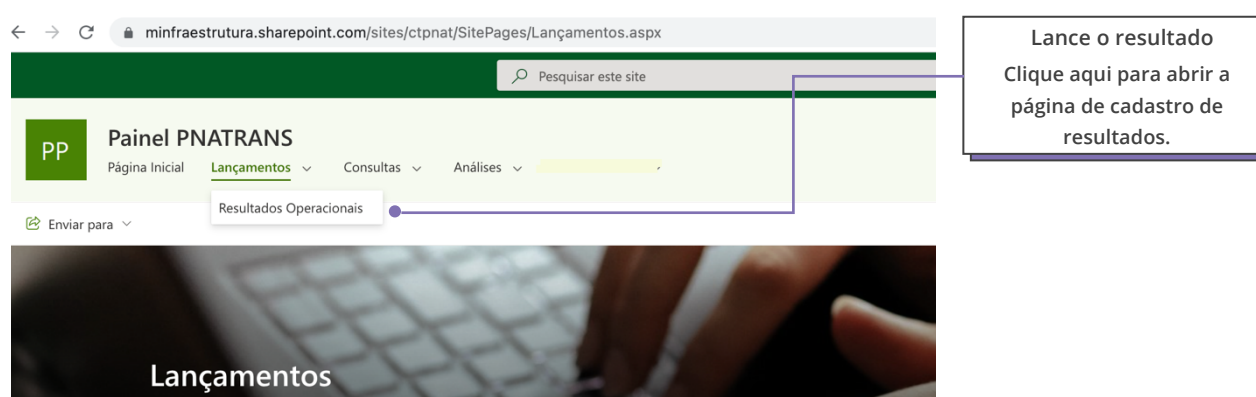 minfraestrutura.sharepoint.com/sites/ctpnat/SitePages/Lançamentos.aspx
Pesquisar este site
PP
Painel PNATRANS
Página Inicial Lançamentos Consultas Análises
Resultados Operacionais
Enviar para
Lançamentos
Lance o resultado
Clique aqui para abrir a
página de cadastro de
resultados.